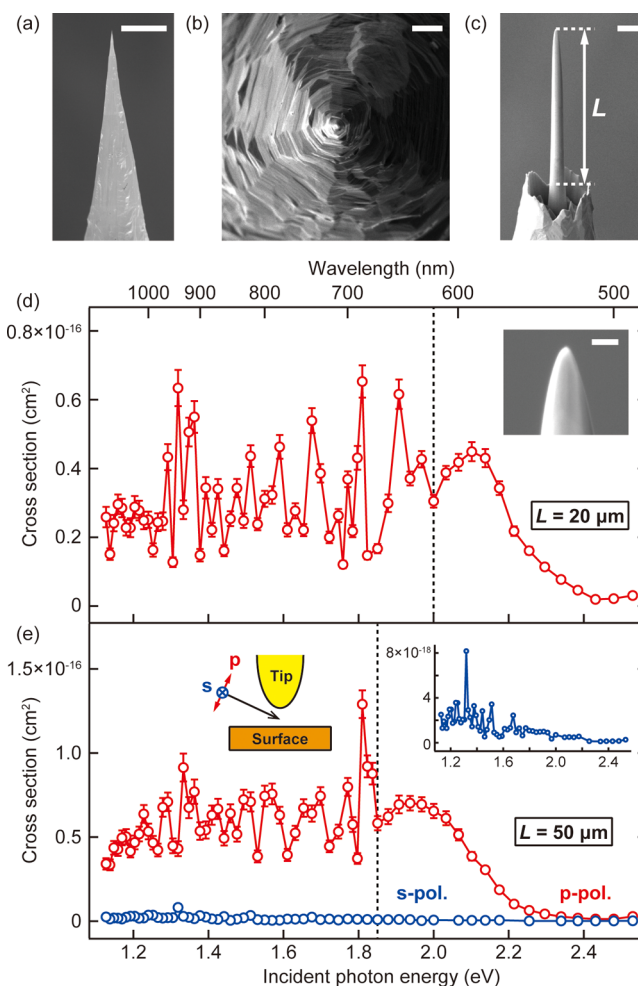 (a)
(b)
(c)
L
Wavelength (nm)
1000 900 800 700 600 500
(d)
0.8×10-16
0.6
0.4
0.2
0
Cross section (cm2)
L = 20 µm
(e)
1.5×10-16
1.0
0.5
0
Cross section (cm2)
p
s
Tip
Surface
8×10-18
4
0
1.2 1.6 2.0 2.4
L = 50 µm
s-pol.
p-pol.
1.2 1.4 1.6 1.8 2.0 2.2 2.4
Incident photon energy (eV)